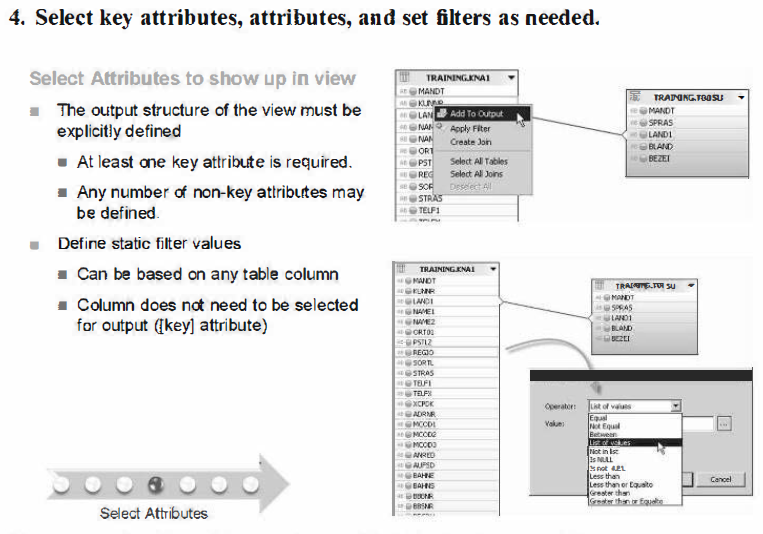 4. Select key attributes, attributes, and set filters as needed.
Select Attributes to show up in view
The output structure of the view must be
explicitly defined
At least one key attribute is required.
Any number of non-key attributes may
be defined.
Define static filter values
Can be based on any table column
Column does not need to be selected
for output ([key] attribute)
Select Attributes
TRAINING.KNA1
MANDT
KUNNR
LAN
NAM
NAM
ORT
PST
REG
SOR
STRAS
TELF1
Add To Output
Apply Filter
Create Join
Select All Tables
Select All Joins
Deselect All
MANDT
SPRAS
LAND1
BLAND
BEZEI
TRAINING.KNA1
MANDT
KUNNR
LAND1
NAME1
NAME2
ORT01
PSTLZ
REGIO
SORTL
STRAS
TELF1
TELFX
XCPDK
ADRNR
MCOD1
MCOD2
MCOD3
ANRED
AUFSD
BAHNE
BAHNS
BBBNR
BBSNR
MANDT
SPRAS
LAND1
BLAND
BEZEI
Operator:
List of values
Value:
...
Equal
Not Equal
Between
List of values
Not in list
Is NULL
Is not
Less than
Less than or Equalto
Greater than
Greater than or Equalto
Cancel